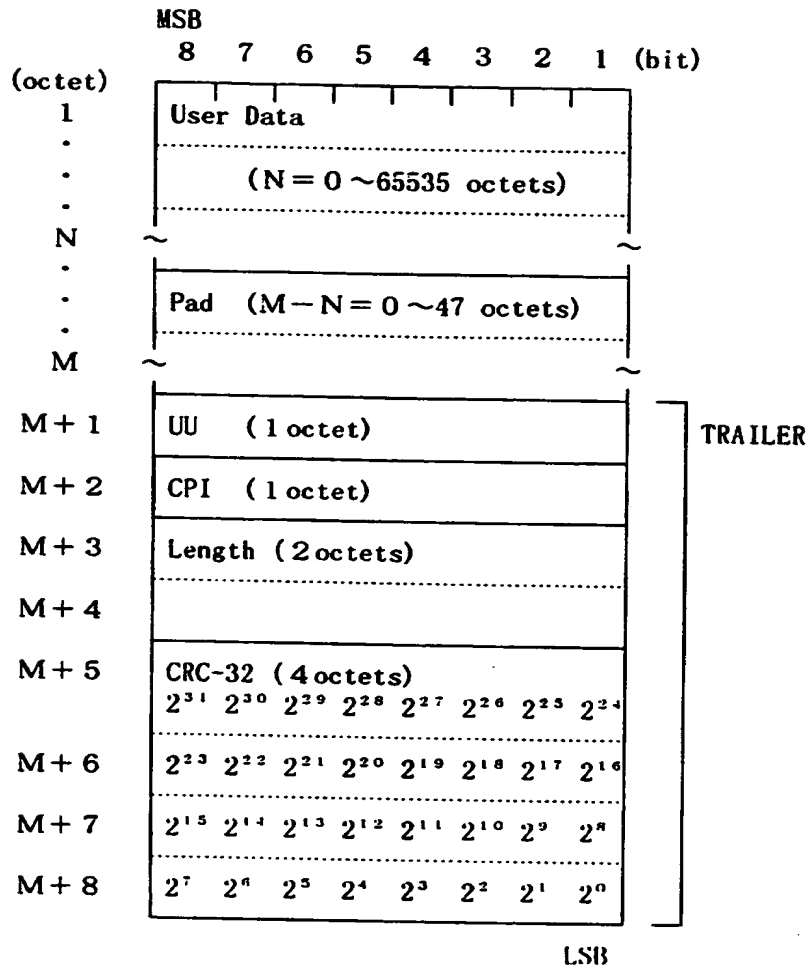 MSB
8 7 6 5 4 3 2 1 (bit)
(octet)
1 User Data
·
· (N=0~65535 octets)
·
N ~ ~
·
· Pad (M-N=0~47 octets)
·
M ~ ~
M+1 UU (1 octet) TRAILER
M+2 CPI (1 octet)
M+3 Length (2 octets)
M+4
M+5 CRC-32 (4 octets)
2³¹ 2³⁰ 2²⁹ 2²⁸ 2²⁷ 2²⁶ 2²⁵ 2²⁴
M+6 2²³ 2²² 2²¹ 2²⁰ 2¹⁹ 2¹⁸ 2¹⁷ 2¹⁶
M+7 2¹⁵ 2¹⁴ 2¹³ 2¹² 2¹¹ 2¹⁰ 2⁹ 2⁸
M+8 2⁷ 2⁶ 2⁵ 2⁴ 2³ 2² 2¹ 2⁰
LSB